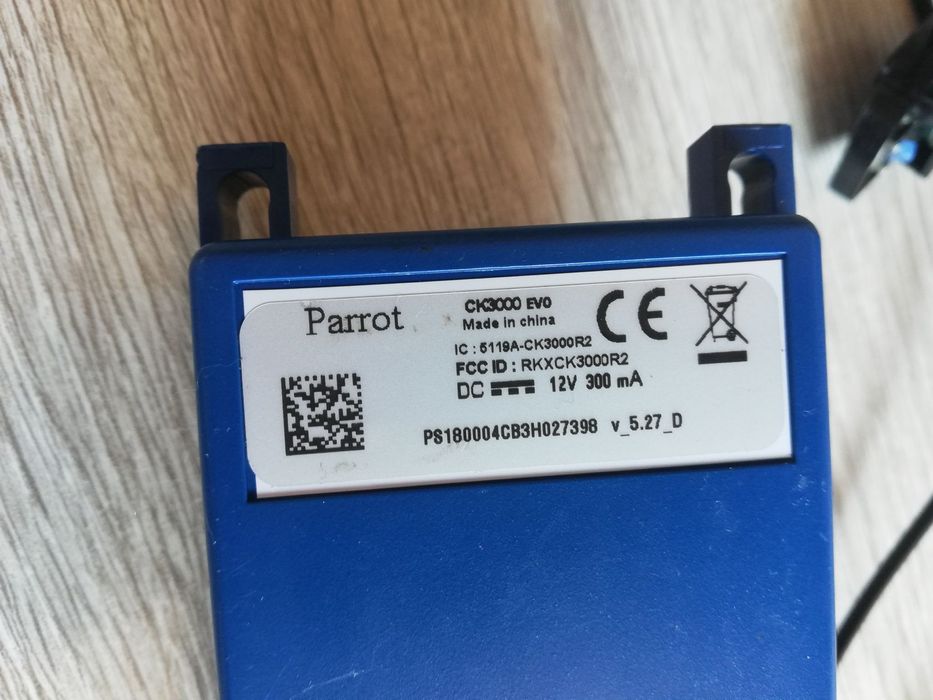 Parrot
CK3000 EVO
Made in china
IC : 5119A-CK3000R2
FCC ID : RKXCK3000R2
DC 12V 300 mA
CE
PS180004CB3H027398 v_5.27_D